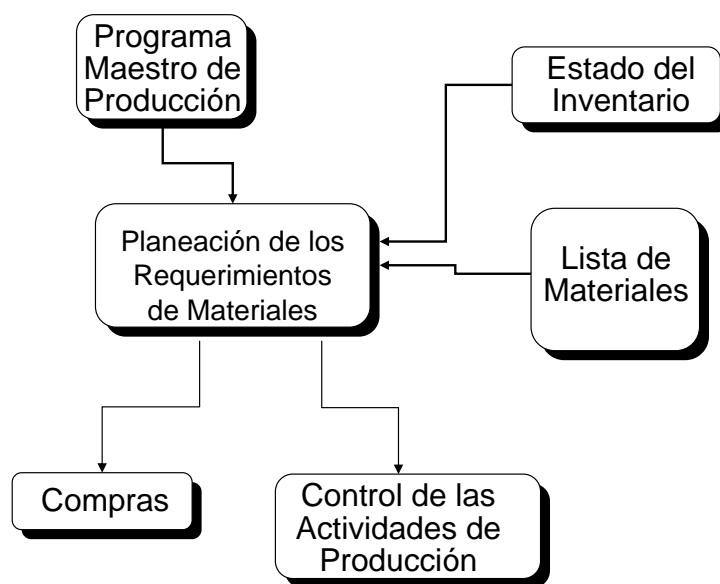 Programa
Maestro de
Producción
Estado del
Inventario
Planeación de los
Requerimientos
de Materiales
Lista de
Materiales
Compras
Control de las
Actividades de
Producción